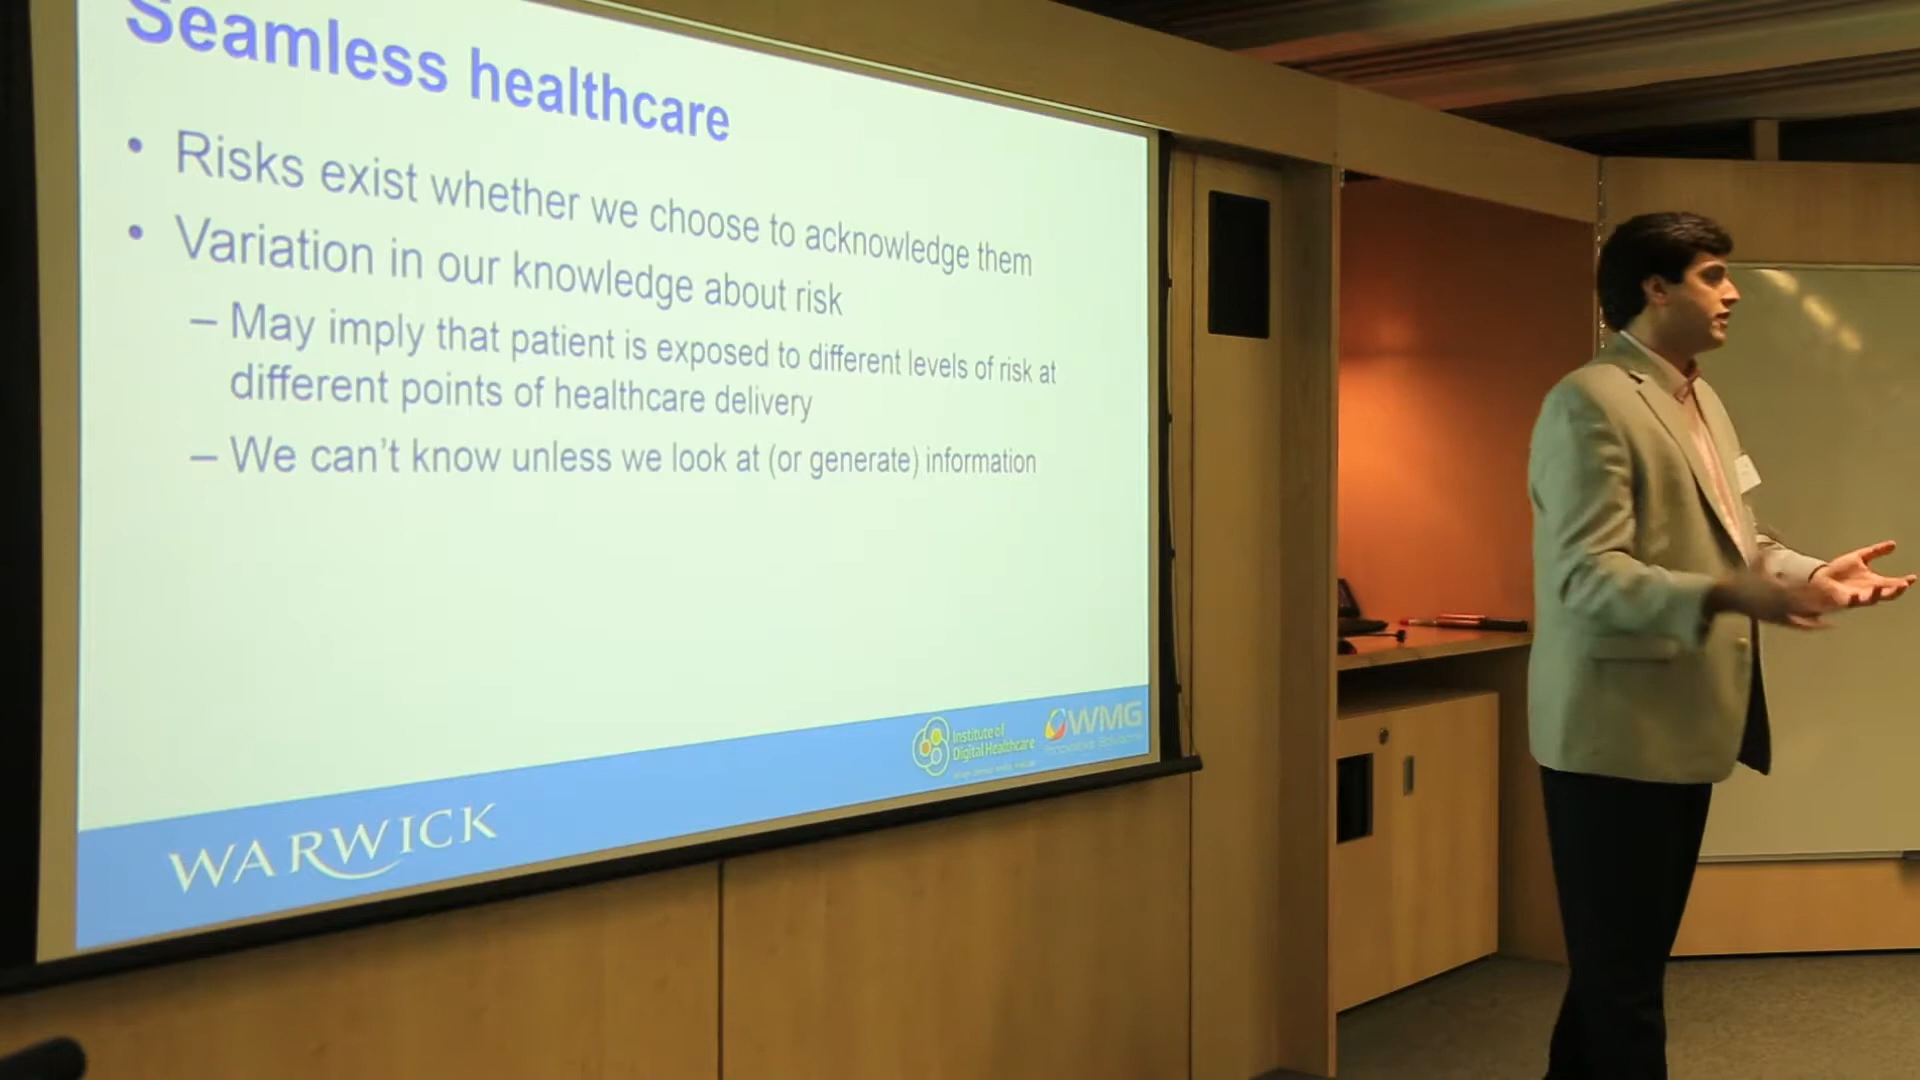 Seamless healthcare
• Risks exist whether we choose to acknowledge them
• Variation in our knowledge about risk
– May imply that patient is exposed to different levels of risk at
different points of healthcare delivery
– We can't know unless we look at (or generate) information
Institute of
Digital Healthcare
WMG
WARWICK